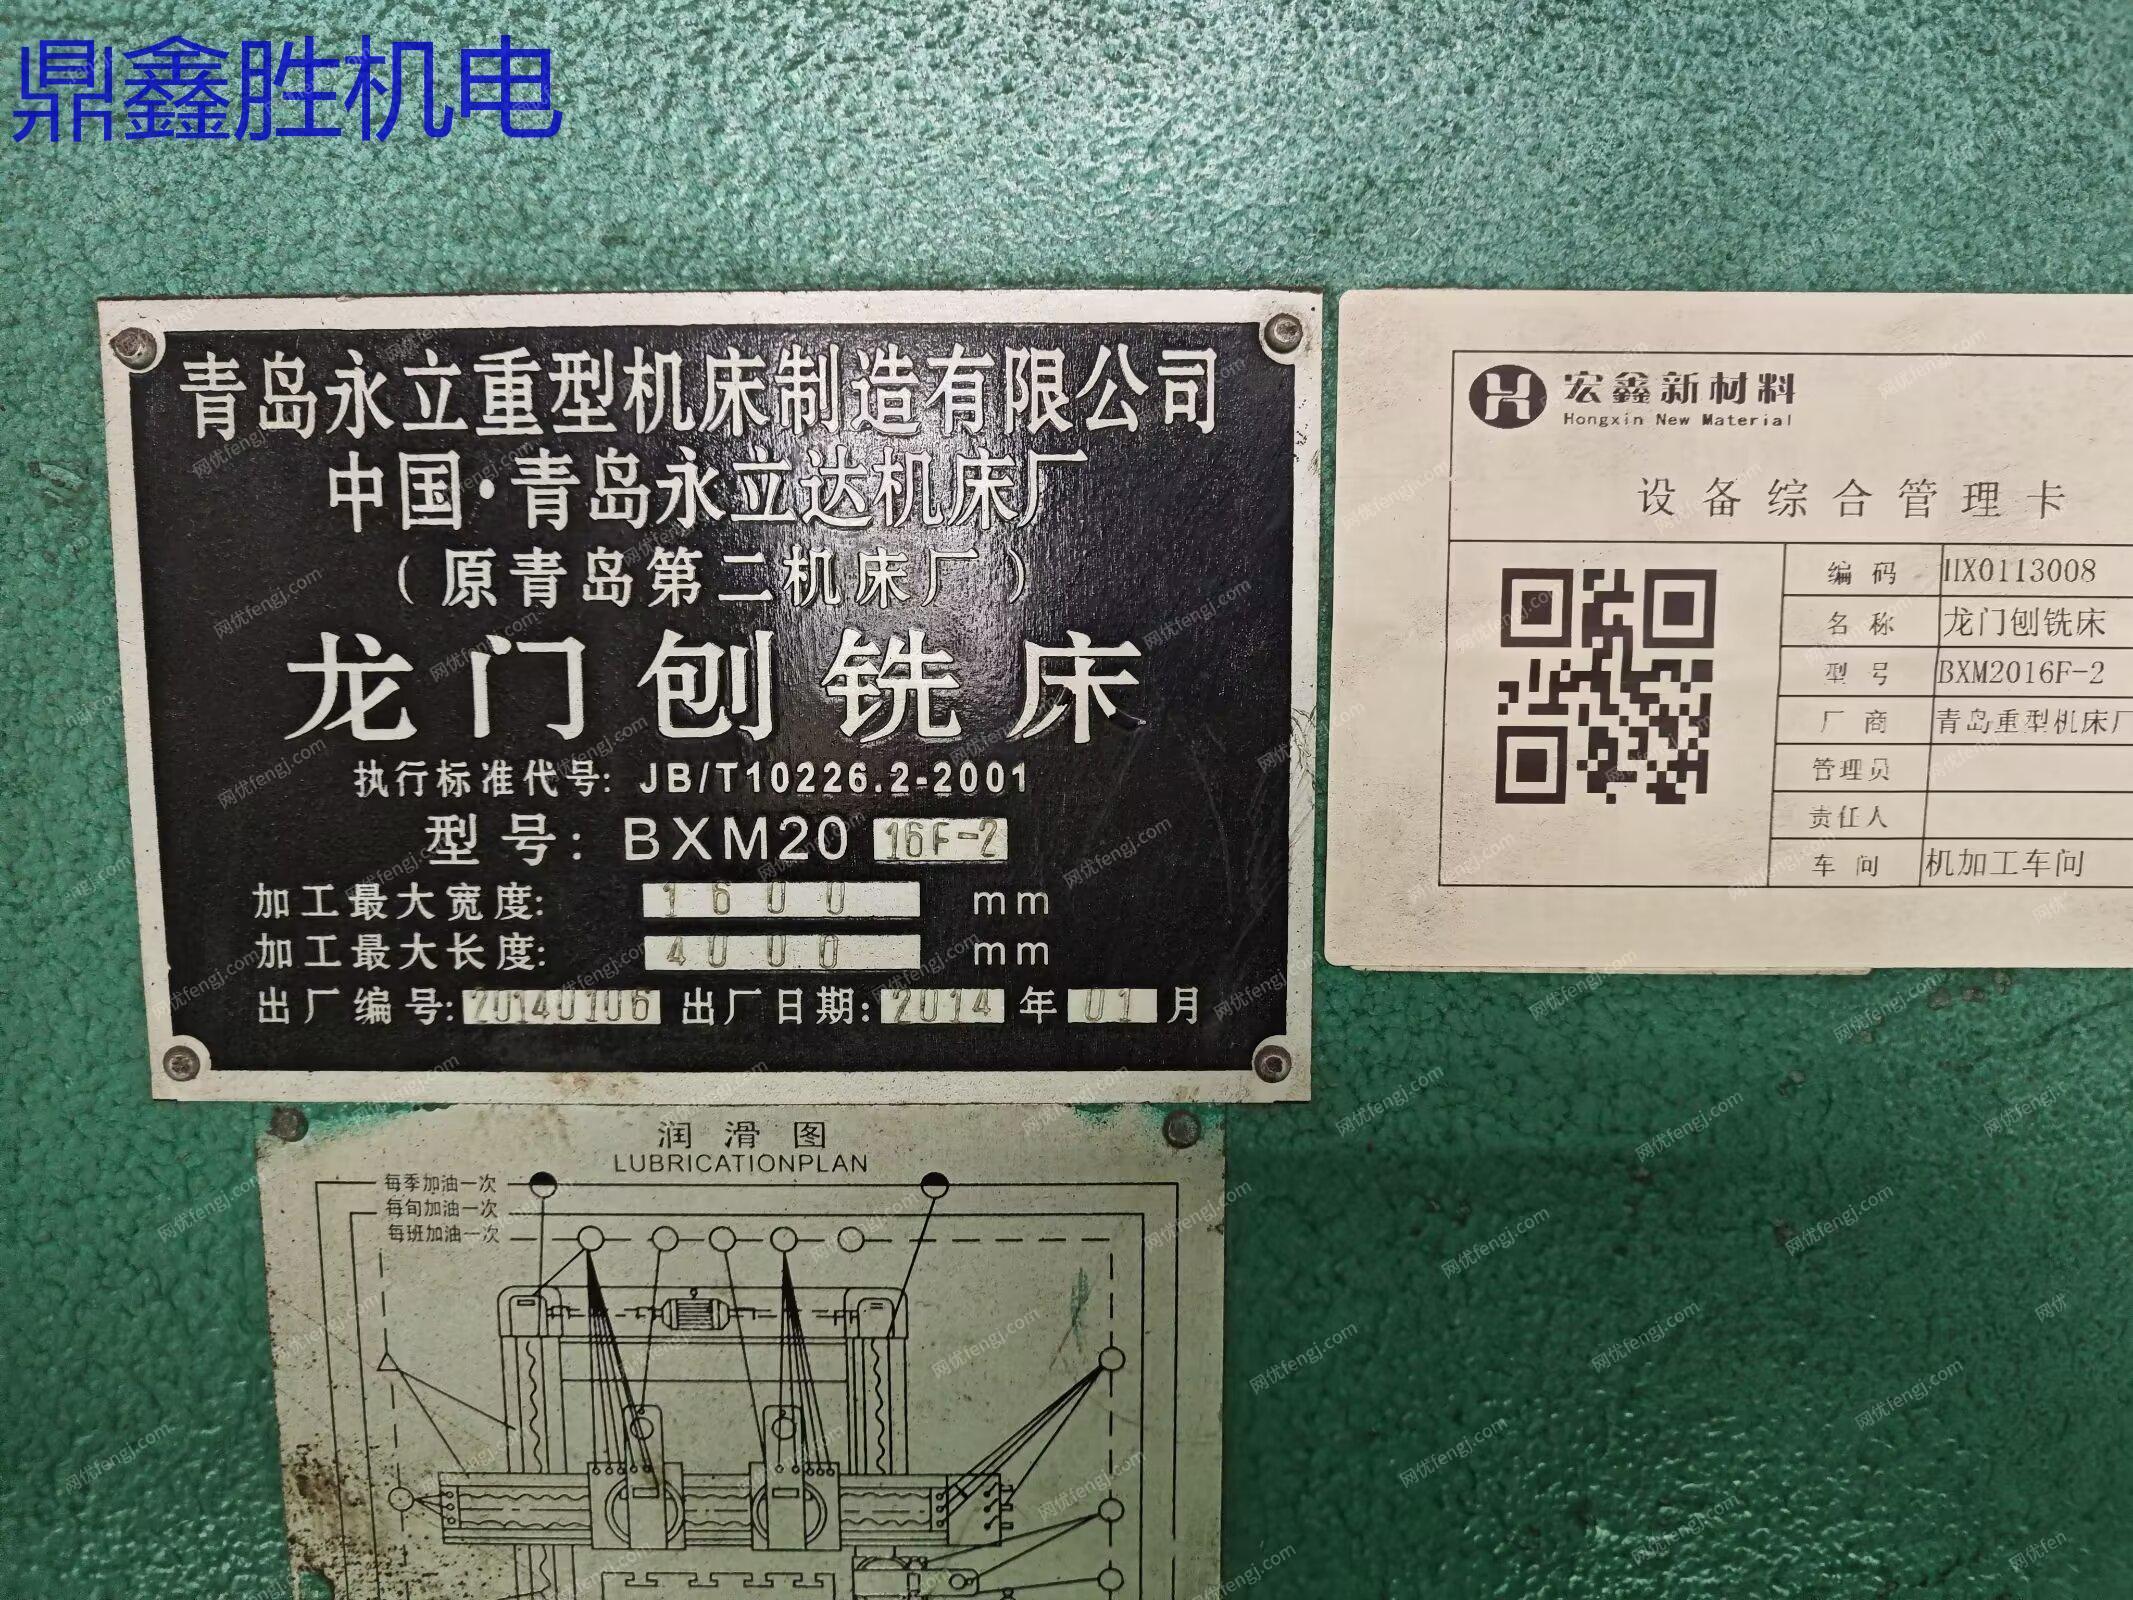 鼎鑫胜机电
青岛永立重型机床制造有限公司
中国·青岛永立达机床厂
（原青岛第二机床厂）
龙门刨铣床
执行标准代号: JB/T10226.2-2001
型号: BXM20 16F-2
加工最大宽度: 1600 mm
加工最大长度: 4000 mm
出厂编号: 20140106 出厂日期: 2014 年 01 月
宏鑫新材料
Hongxin New Material
设备综合管理卡
编码 HX0113008
名称 龙门刨铣床
型号 BXM2016F-2
厂商 青岛重型机床厂
管理员
责任人
车间 机加工车间
润滑图
LUBRICATIONPLAN
每季加油一次
每旬加油一次
每班加油一次
网优fengj.com